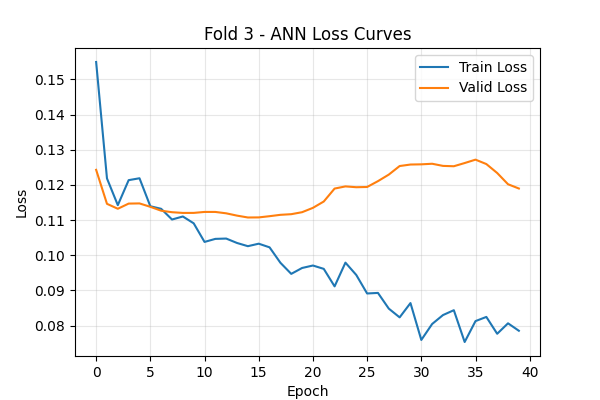 Fold 3 - ANN Loss Curves
Train Loss
Valid Loss
Loss
0.15
0.14
0.13
0.12
0.11
0.10
0.09
0.08
0 5 10 15 20 25 30 35 40
Epoch